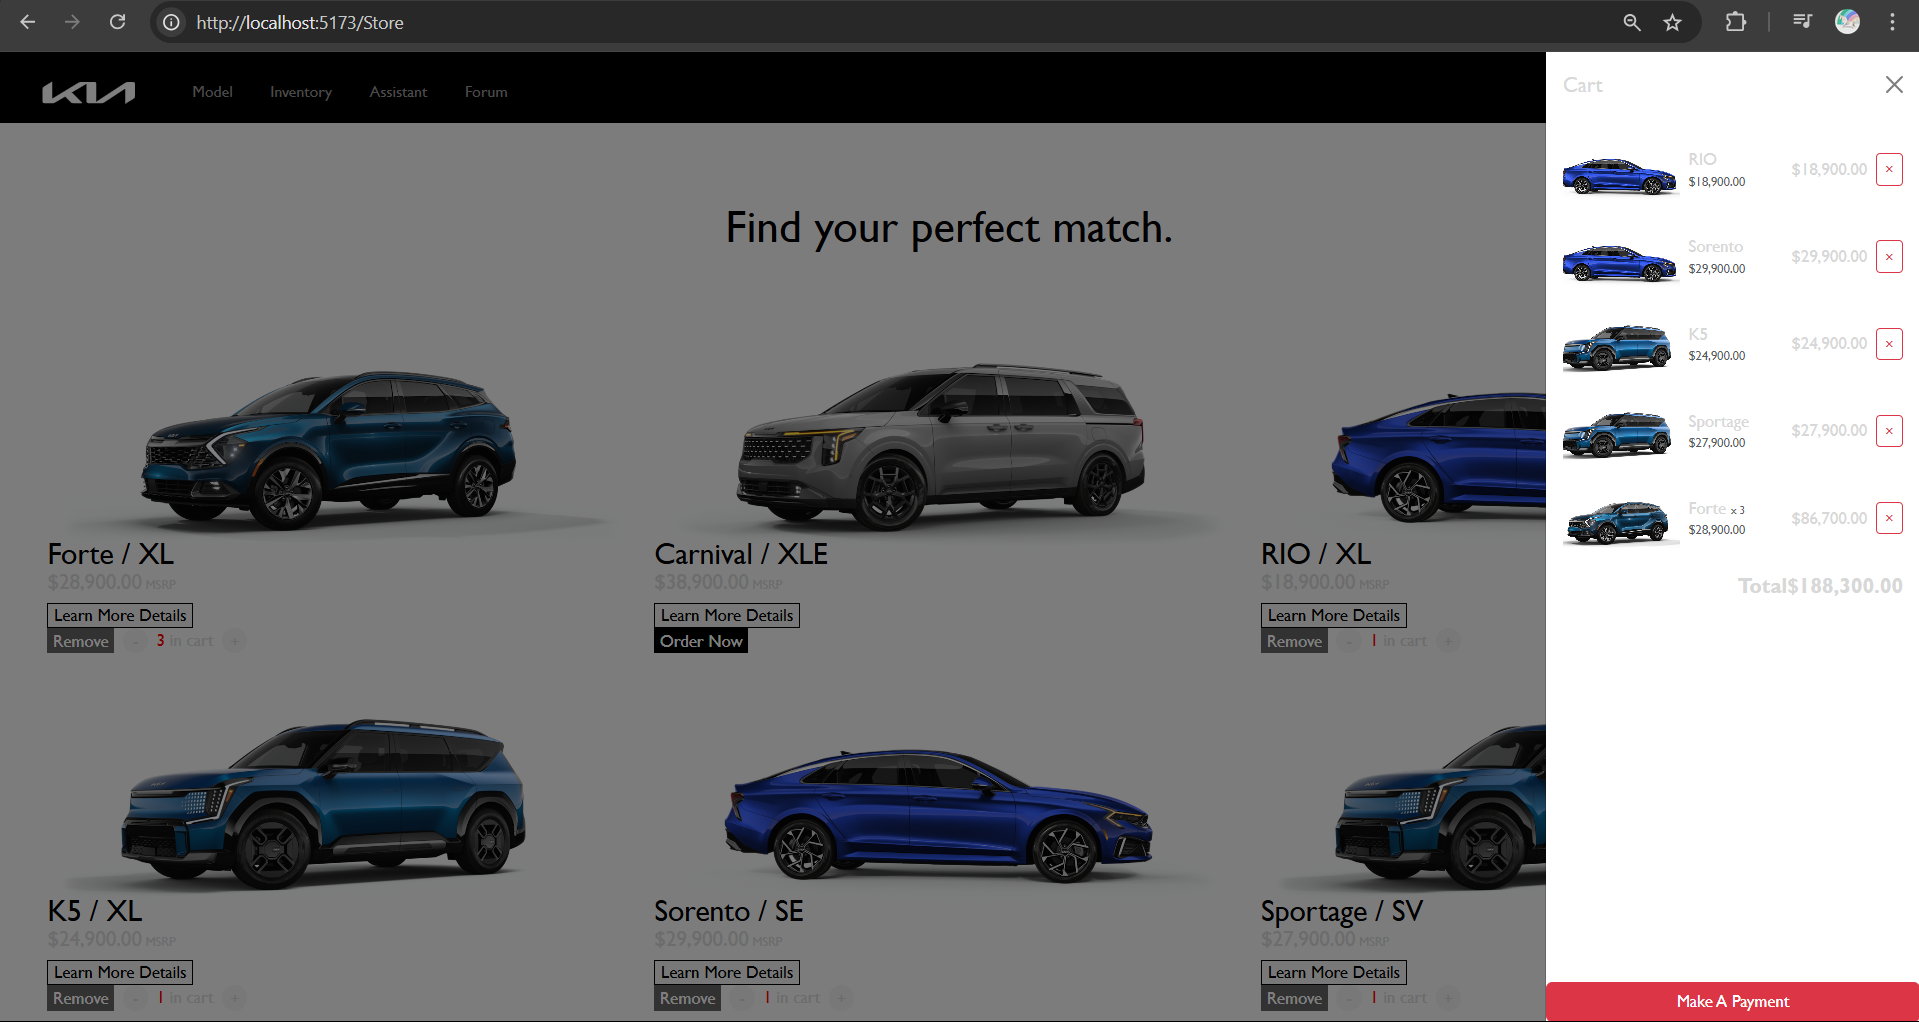 http://localhost:5173/Store
KIA Model Inventory Assistant Forum
Find your perfect match.
Forte / XL
$28,900.00 MSRP
Learn More Details
Remove - 3 in cart +
Carnival / XLE
$38,900.00 MSRP
Learn More Details
Order Now
RIO / XL
$18,900.00 MSRP
Learn More Details
Remove - 1 in cart +
K5 / XL
$24,900.00 MSRP
Learn More Details
Remove - 1 in cart +
Sorento / SE
$29,900.00 MSRP
Learn More Details
Remove - 1 in cart +
Sportage / SV
$27,900.00 MSRP
Learn More Details
Remove - 1 in cart +
Cart
RIO
$18,900.00
$18,900.00 ×
Sorento
$29,900.00
$29,900.00 ×
K5
$24,900.00
$24,900.00 ×
Sportage
$27,900.00
$27,900.00 ×
Forte x 3
$28,900.00
$86,700.00 ×
Total$188,300.00
Make A Payment